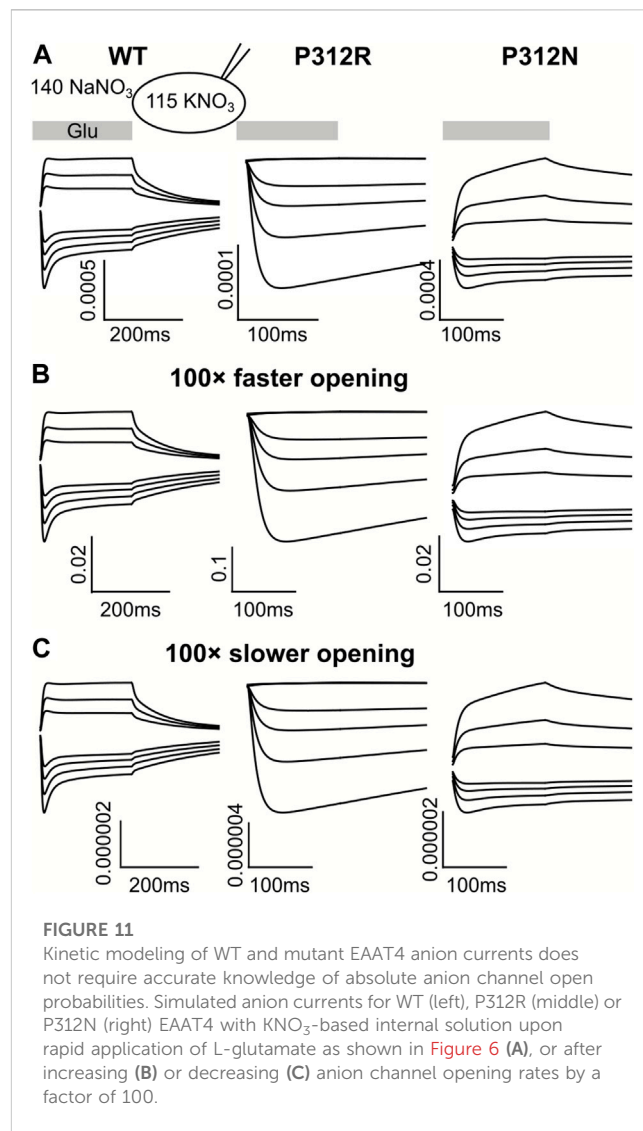 A WT P312R P312N
140 NaNO₃
115 KNO₃
Glu
0.0005
200ms
0.0001
100ms
0.0004
100ms
B 100× faster opening
0.02
200ms
0.1
100ms
0.02
100ms
C 100× slower opening
0.000002
200ms
0.000004
100ms
0.000002
100ms
FIGURE 11
Kinetic modeling of WT and mutant EAAT4 anion currents does
not require accurate knowledge of absolute anion channel open
probabilities. Simulated anion currents for WT (left), P312R (middle) or
P312N (right) EAAT4 with KNO₃-based internal solution upon
rapid application of L-glutamate as shown in Figure 6 (A), or after
increasing (B) or decreasing (C) anion channel opening rates by a
factor of 100.